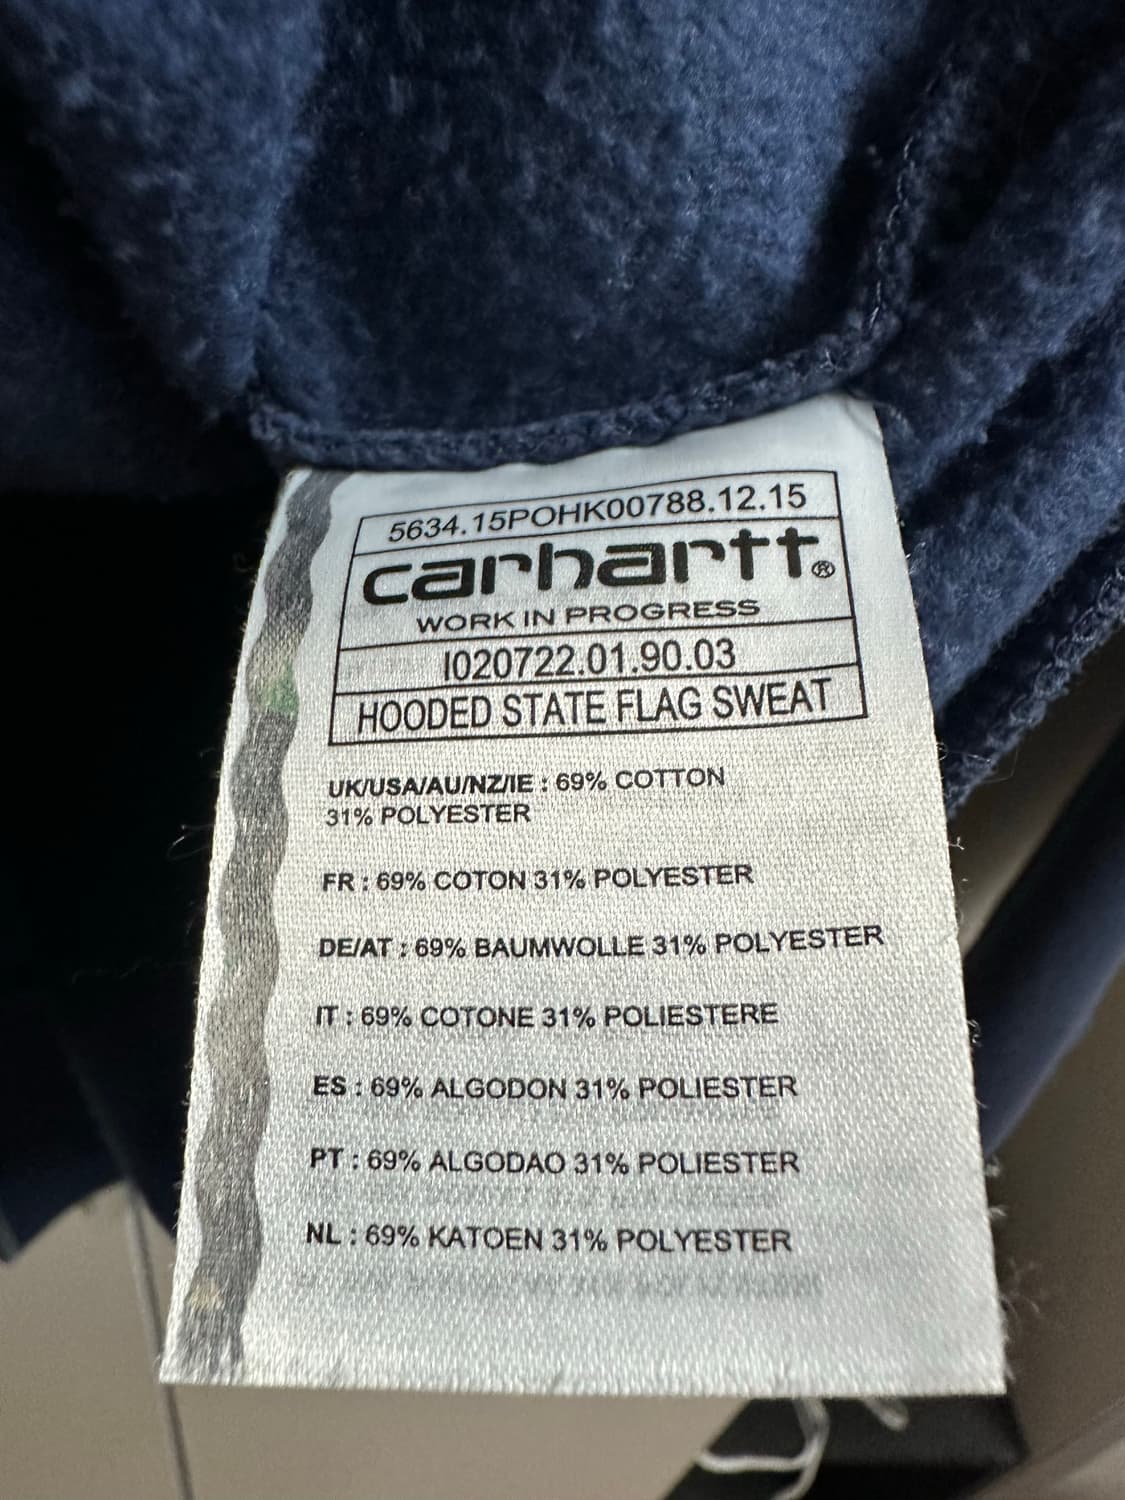 5634.15POHK00788.12.15
carhartt®
WORK IN PROGRESS
I020722.01.90.03
HOODED STATE FLAG SWEAT
UK/USA/AU/NZ/IE : 69% COTTON
31% POLYESTER
FR : 69% COTON 31% POLYESTER
DE/AT : 69% BAUMWOLLE 31% POLYESTER
IT : 69% COTONE 31% POLIESTERE
ES : 69% ALGODON 31% POLIESTER
PT : 69% ALGODAO 31% POLIESTER
NL : 69% KATOEN 31% POLYESTER